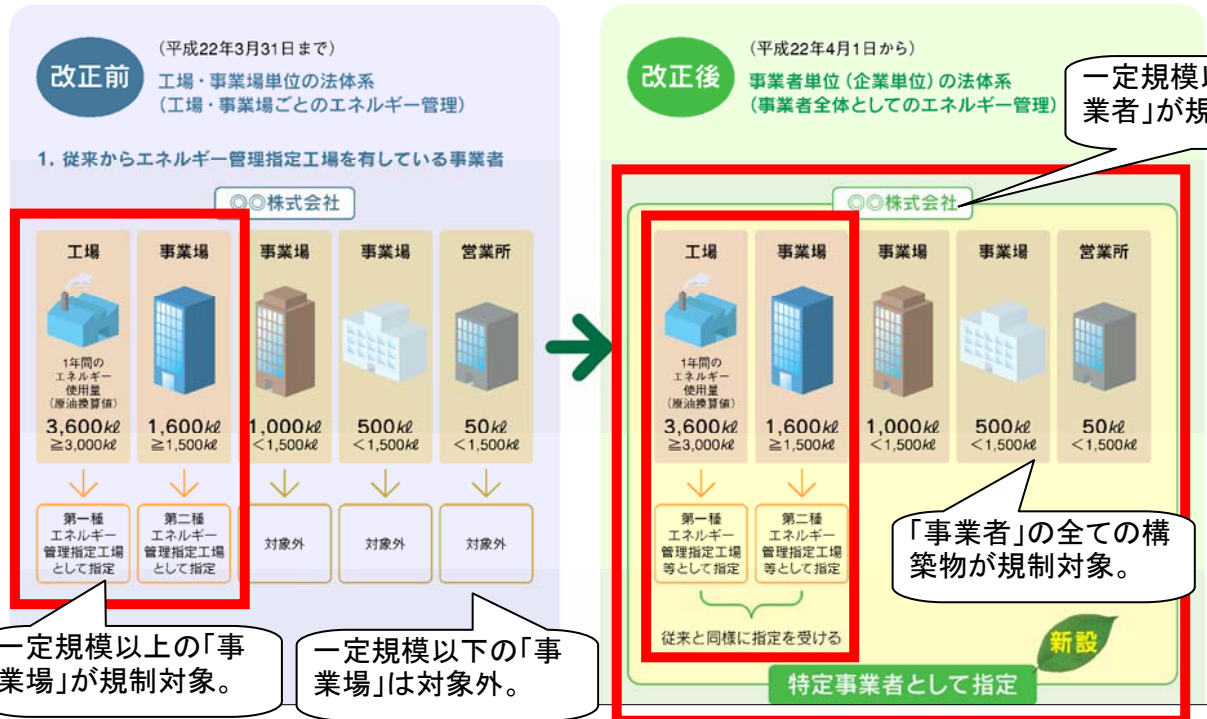 改正前
(平成22年3月31日まで)
工場・事業場単位の法体系
(工場・事業場ごとのエネルギー管理)
1. 従来からエネルギー管理指定工場を有している事業者
◎◎株式会社
工場
1年間の
エネルギー
使用量
(原油換算値)
3,600kℓ
≧3,000kℓ
第一種
エネルギー
管理指定工場
として指定
事業場
1,600kℓ
≧1,500kℓ
第二種
エネルギー
管理指定工場
として指定
事業場
1,000kℓ
<1,500kℓ
対象外
事業場
500kℓ
<1,500kℓ
対象外
営業所
50kℓ
<1,500kℓ
対象外
一定規模以上の「事
業場」が規制対象。
一定規模以下の「事
業場」は対象外。
改正後
(平成22年4月1日から)
事業者単位(企業単位)の法体系
(事業者全体としてのエネルギー管理)
一定規模以
業者」が規
◎◎株式会社
工場
1年間の
エネルギー
使用量
(原油換算値)
3,600kℓ
≧3,000kℓ
第一種
エネルギー
管理指定工場
等として指定
事業場
1,600kℓ
≧1,500kℓ
第二種
エネルギー
管理指定工場
等として指定
事業場
1,000kℓ
<1,500kℓ
事業場
500kℓ
<1,500kℓ
営業所
50kℓ
<1,500kℓ
「事業者」の全ての構
築物が規制対象。
従来と同様に指定を受ける
新設
特定事業者として指定